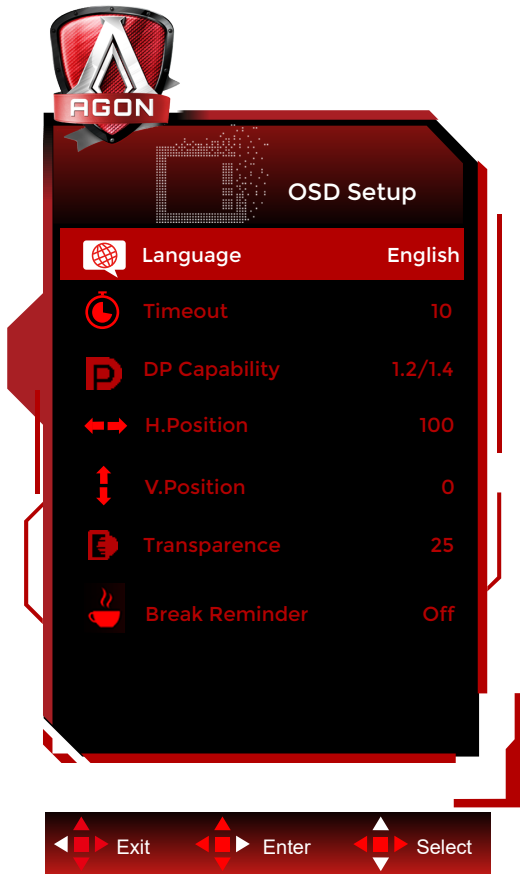 AGON
OSD Setup
Language English
Timeout 10
DP Capability 1.2/1.4
H.Position 100
V.Position 0
Transparence 25
Break Reminder Off
Exit Enter Select